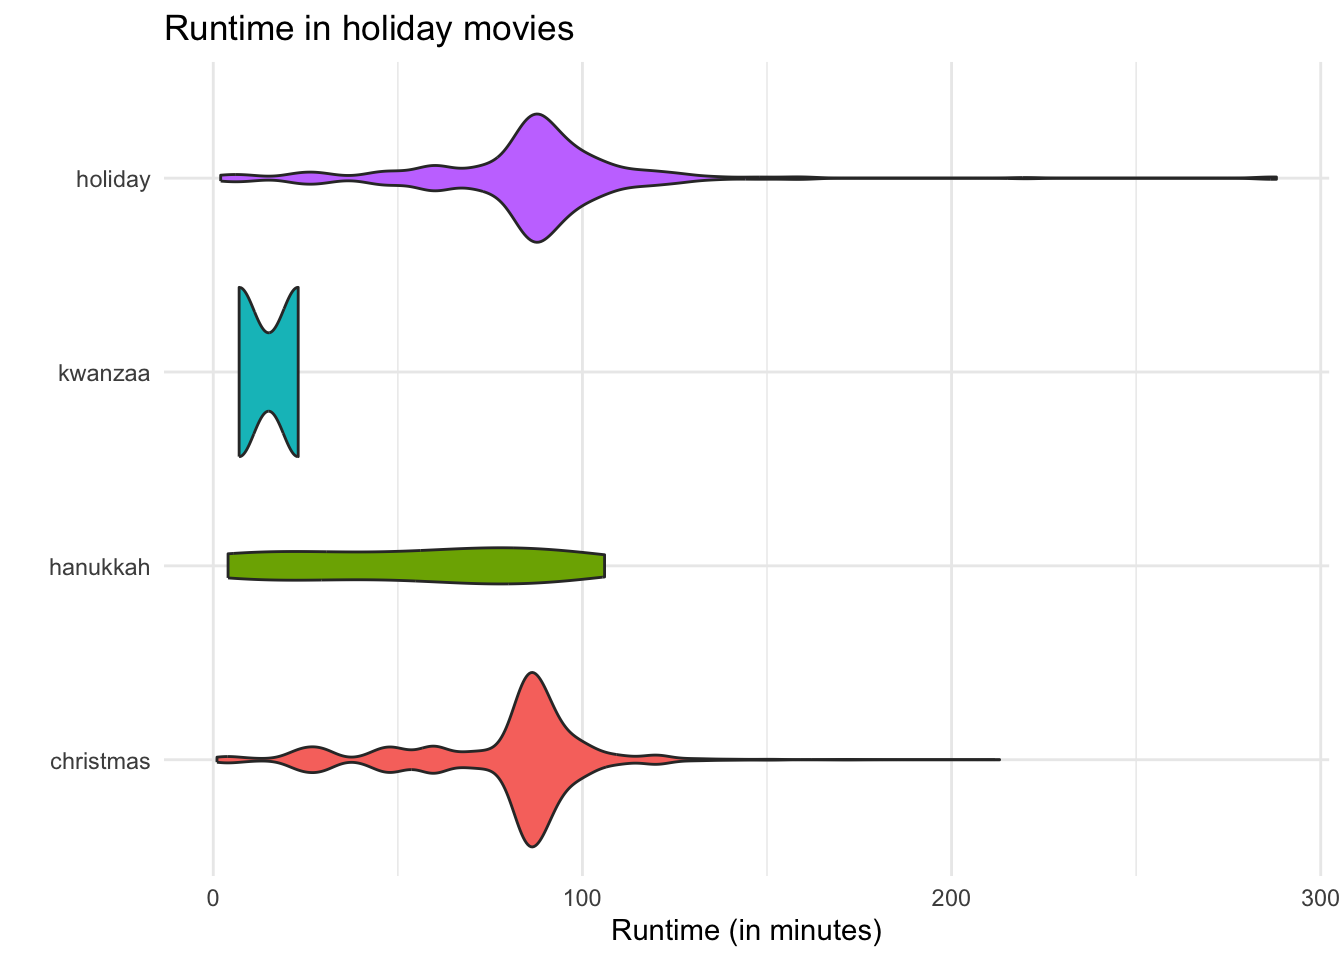 Runtime in holiday movies
holiday
kwanzaa
hanukkah
christmas
0 100 200 300
Runtime (in minutes)